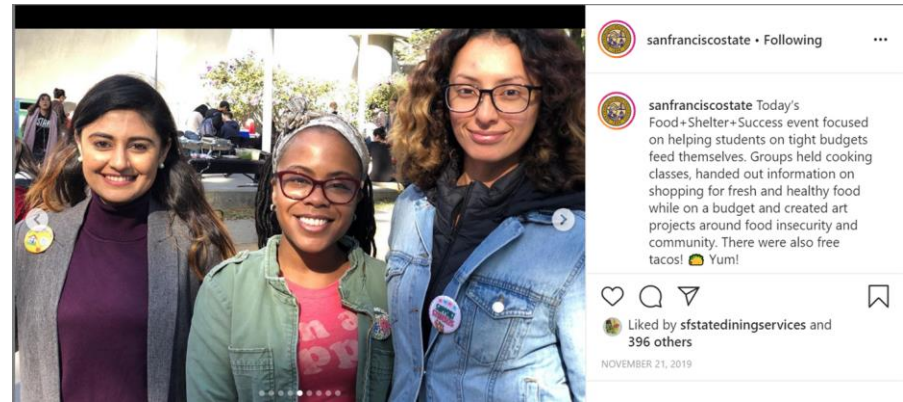 sanfranciscostate • Following
sanfranciscostate Today's
Food+Shelter+Success event focused
on helping students on tight budgets
feed themselves. Groups held cooking
classes, handed out information on
shopping for fresh and healthy food
while on a budget and created art
projects around food insecurity and
community. There were also free
tacos! 🌮 Yum!
Liked by sfstatediningservices and
396 others
NOVEMBER 21, 2019